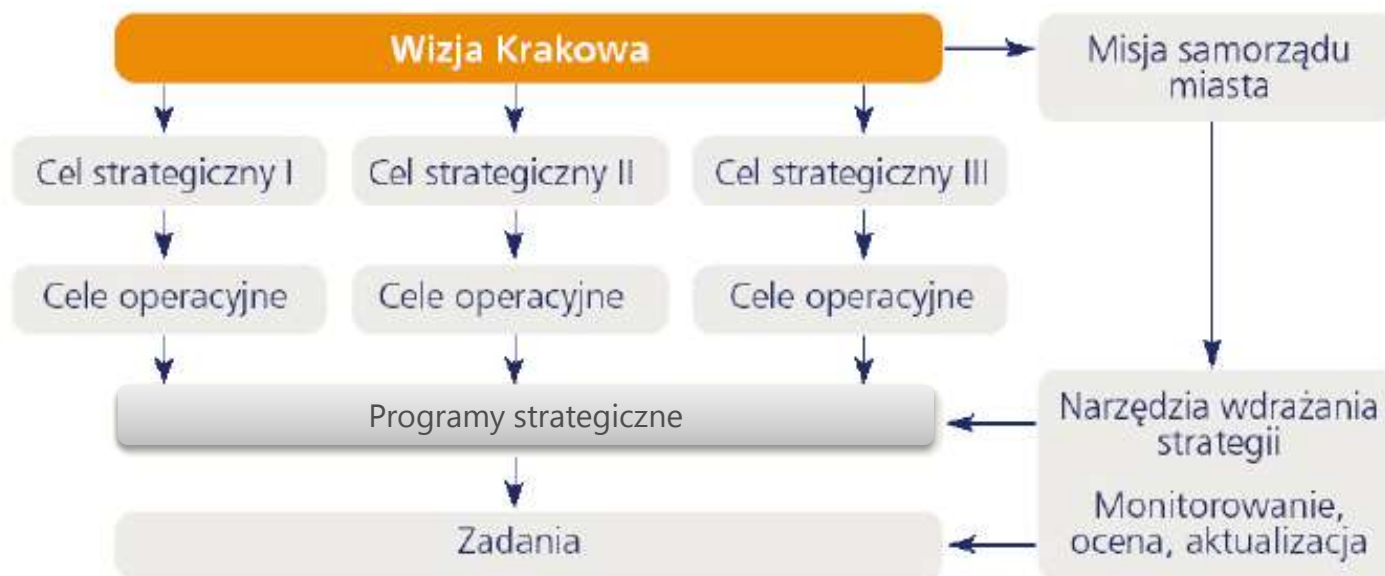 Wizja Krakowa
Misja samorządu
miasta
Cel strategiczny I
Cel strategiczny II
Cel strategiczny III
Cele operacyjne
Cele operacyjne
Cele operacyjne
Programy strategiczne
Narzędzia wdrażania
strategii
Monitorowanie,
ocena, aktualizacja
Zadania